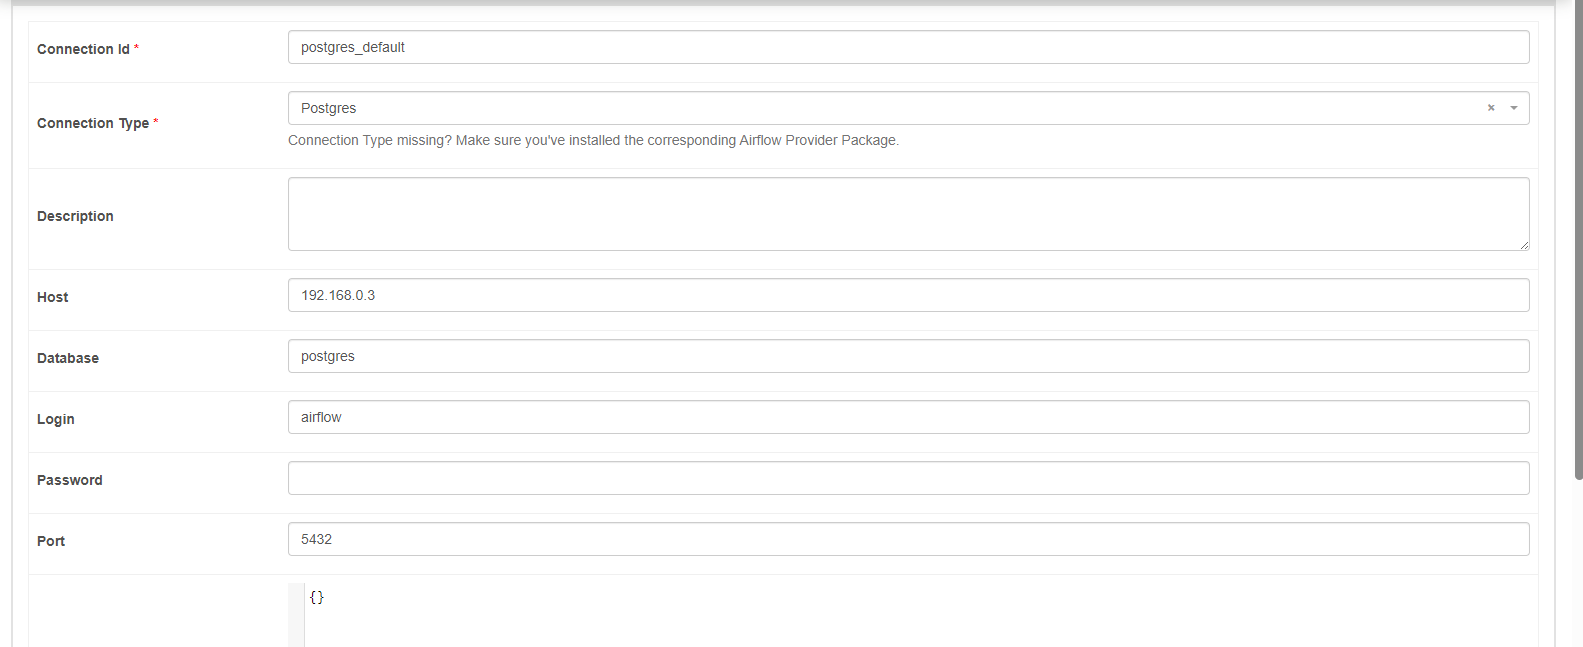 Connection Id *
postgres_default
Connection Type *
Postgres
× 
Connection Type missing? Make sure you've installed the corresponding Airflow Provider Package.
Description
Host
192.168.0.3
Database
postgres
Login
airflow
Password
Port
5432
{}